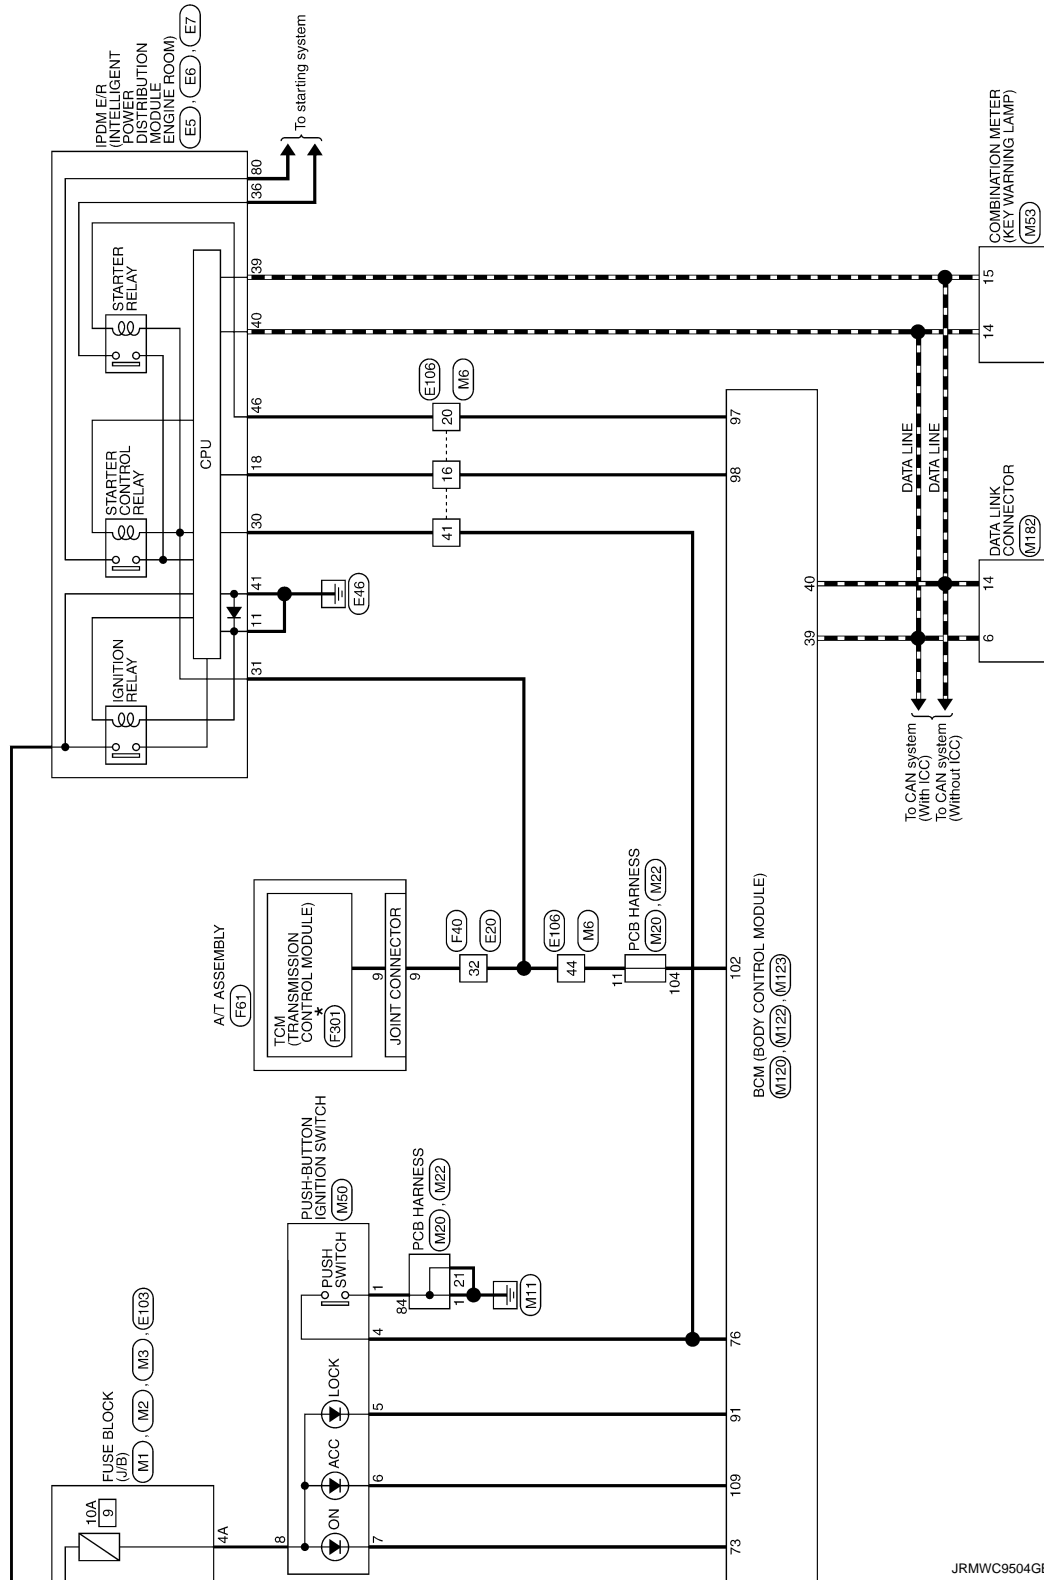 FUSE BLOCK
(J/B)
M1 , M2 , M3 , E103
10A
9
4A
8
PUSH-BUTTON
IGNITION SWITCH
M50
ON
ACC
LOCK
PUSH
SWITCH
7
6
5
4
1
84
1
21
PCB HARNESS
M20 , M22
M11
73
109
91
76
A/T ASSEMBLY
F61
TCM
(TRANSMISSION
CONTROL MODULE)
*
F301
JOINT CONNECTOR
9
9
32
F40
E20
44
E106
M6
11
104
PCB HARNESS
M20 , M22
102
BCM (BODY CONTROL MODULE)
M120 , M122 , M123
IPDM E/R
(INTELLIGENT
POWER
DISTRIBUTION
MODULE
ENGINE ROOM)
E5 , E6 , E7
IGNITION
RELAY
STARTER
CONTROL
RELAY
STARTER
RELAY
CPU
31
11
41
30
18
46
40
39
36
80
To starting system
E46
41
16
20
E106
M6
98
97
39
40
DATA LINE
DATA LINE
To CAN system
(With ICC)
To CAN system
(Without ICC)
6
14
DATA LINK
CONNECTOR
M182
14
15
COMBINATION METER
(KEY WARNING LAMP)
M53